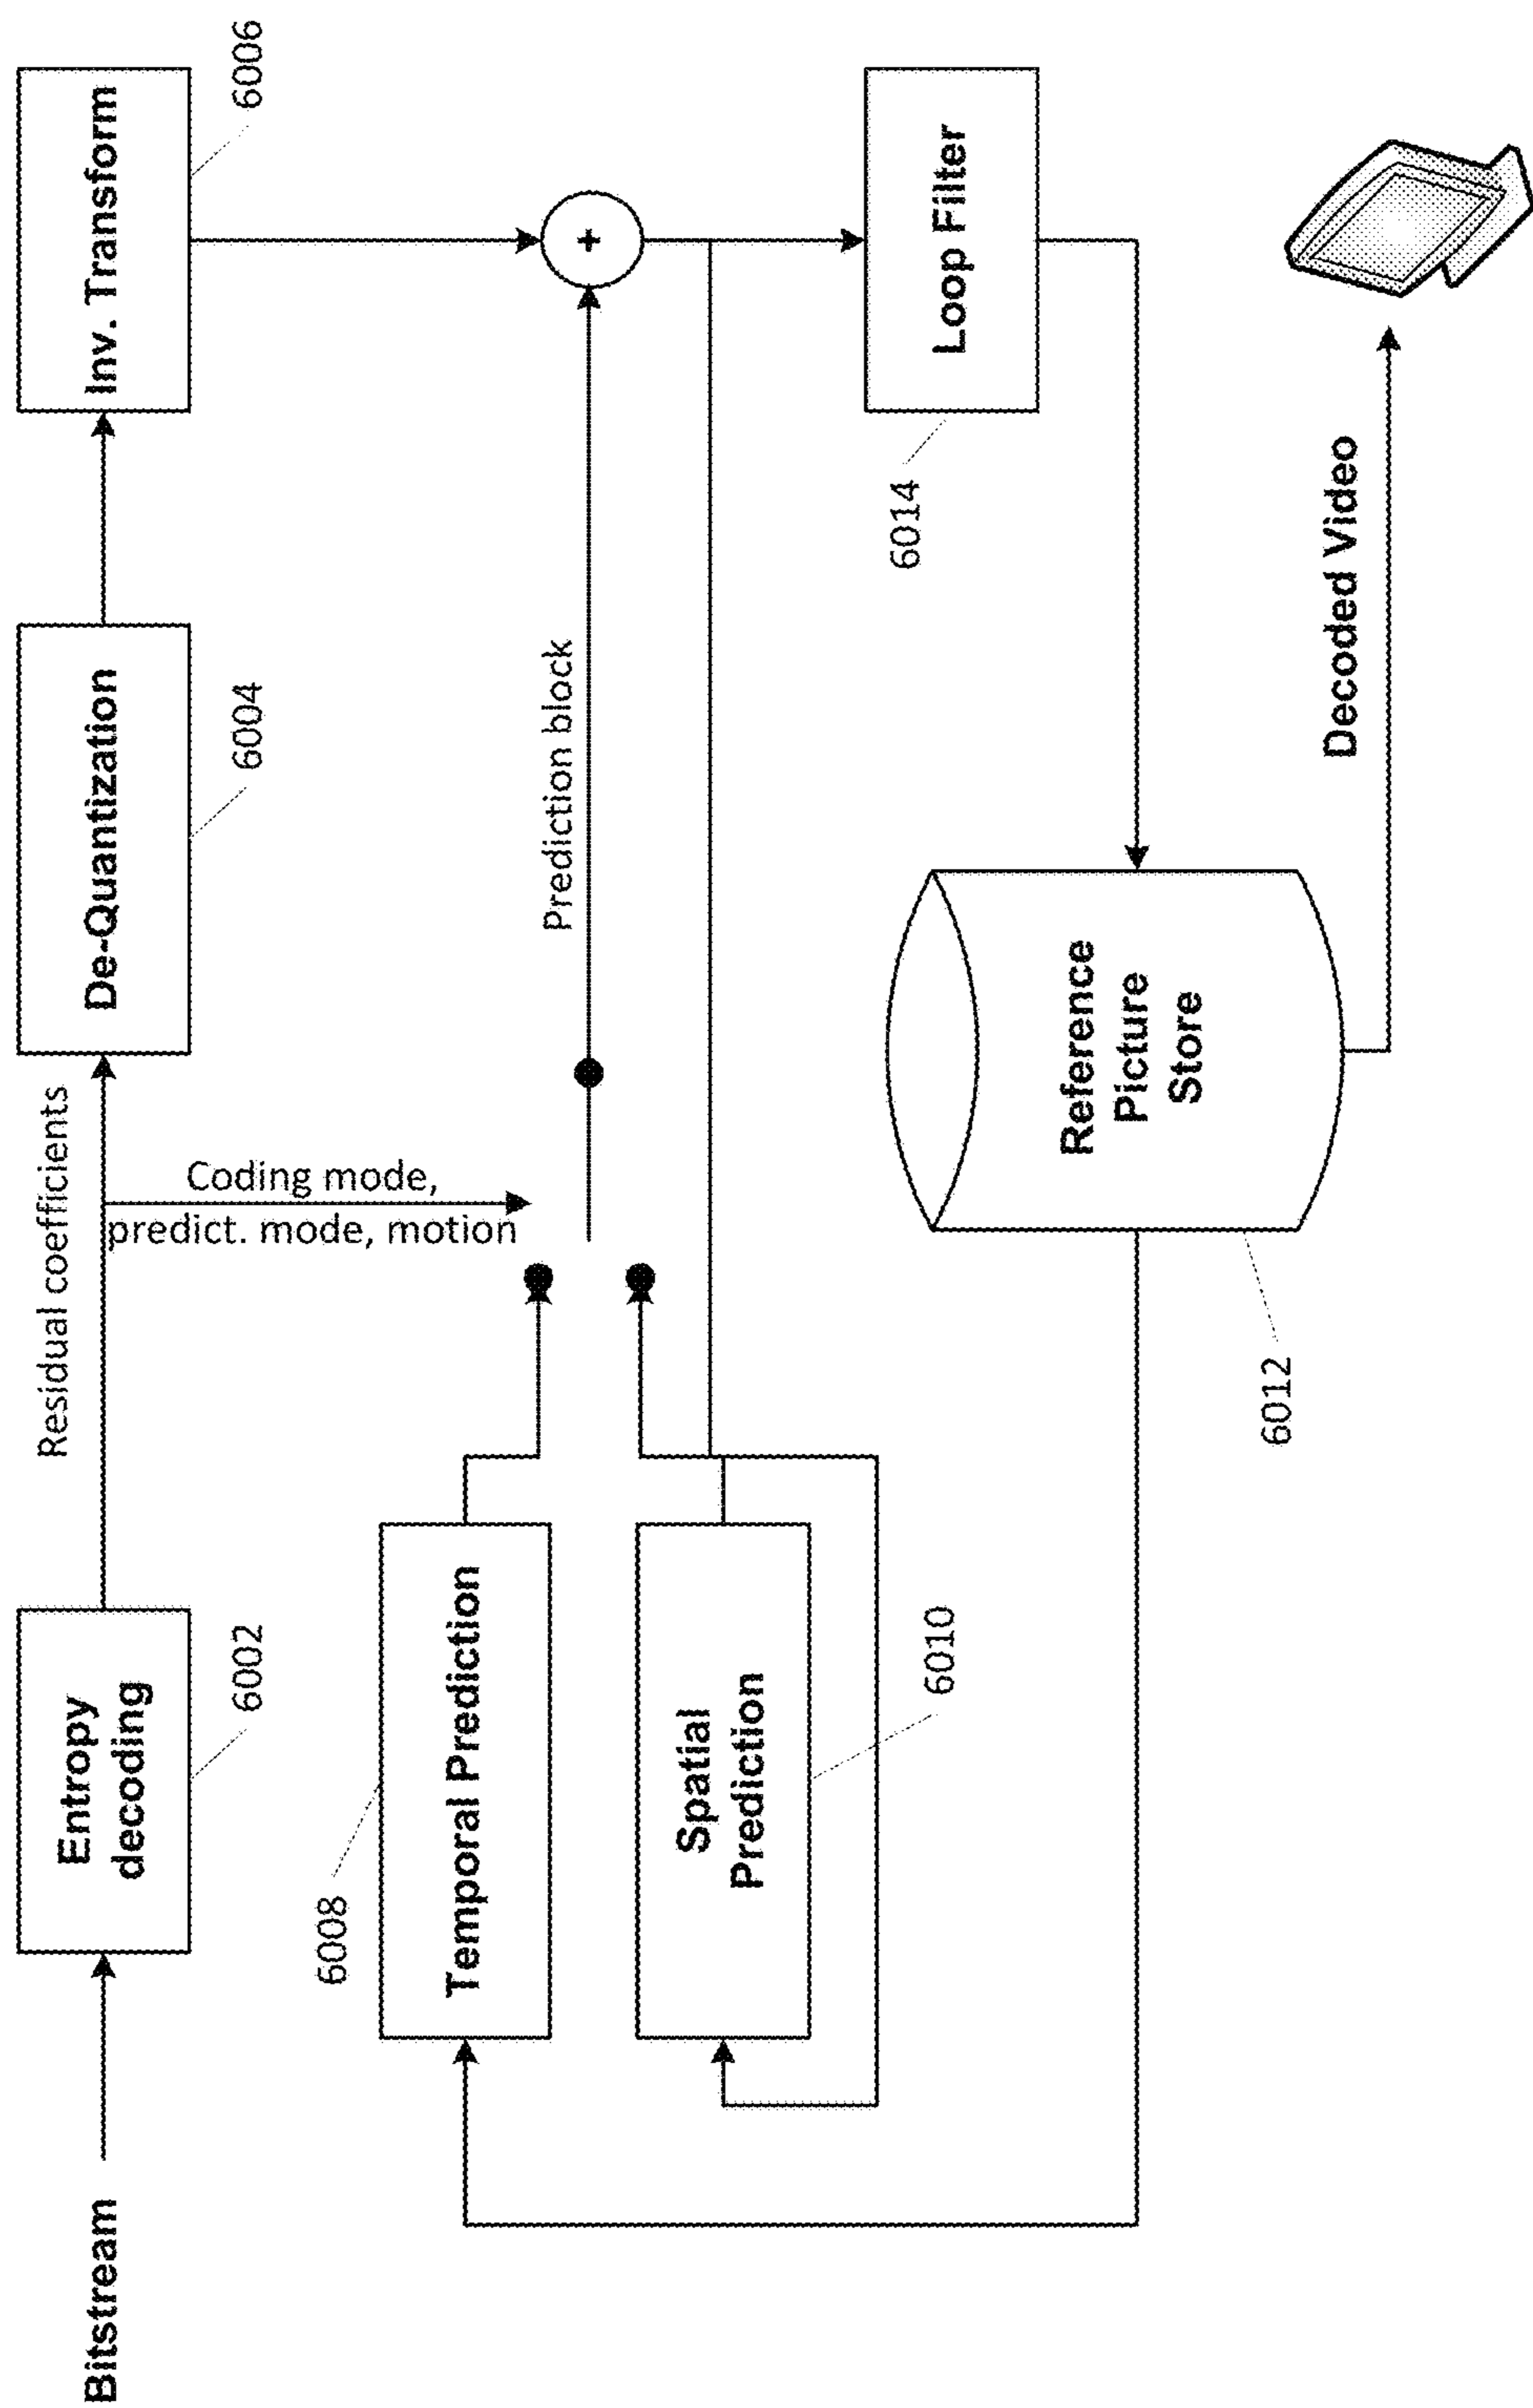 Bitstream
Entropy
decoding
6002
Residual coefficients
De-Quantization
6004
Inv. Transform
6006
Coding mode,
predict. mode, motion
Prediction block
6008
Temporal Prediction
Spatial
Prediction
6010
Loop Filter
6014
Reference
Picture
Store
6012
Decoded Video
+